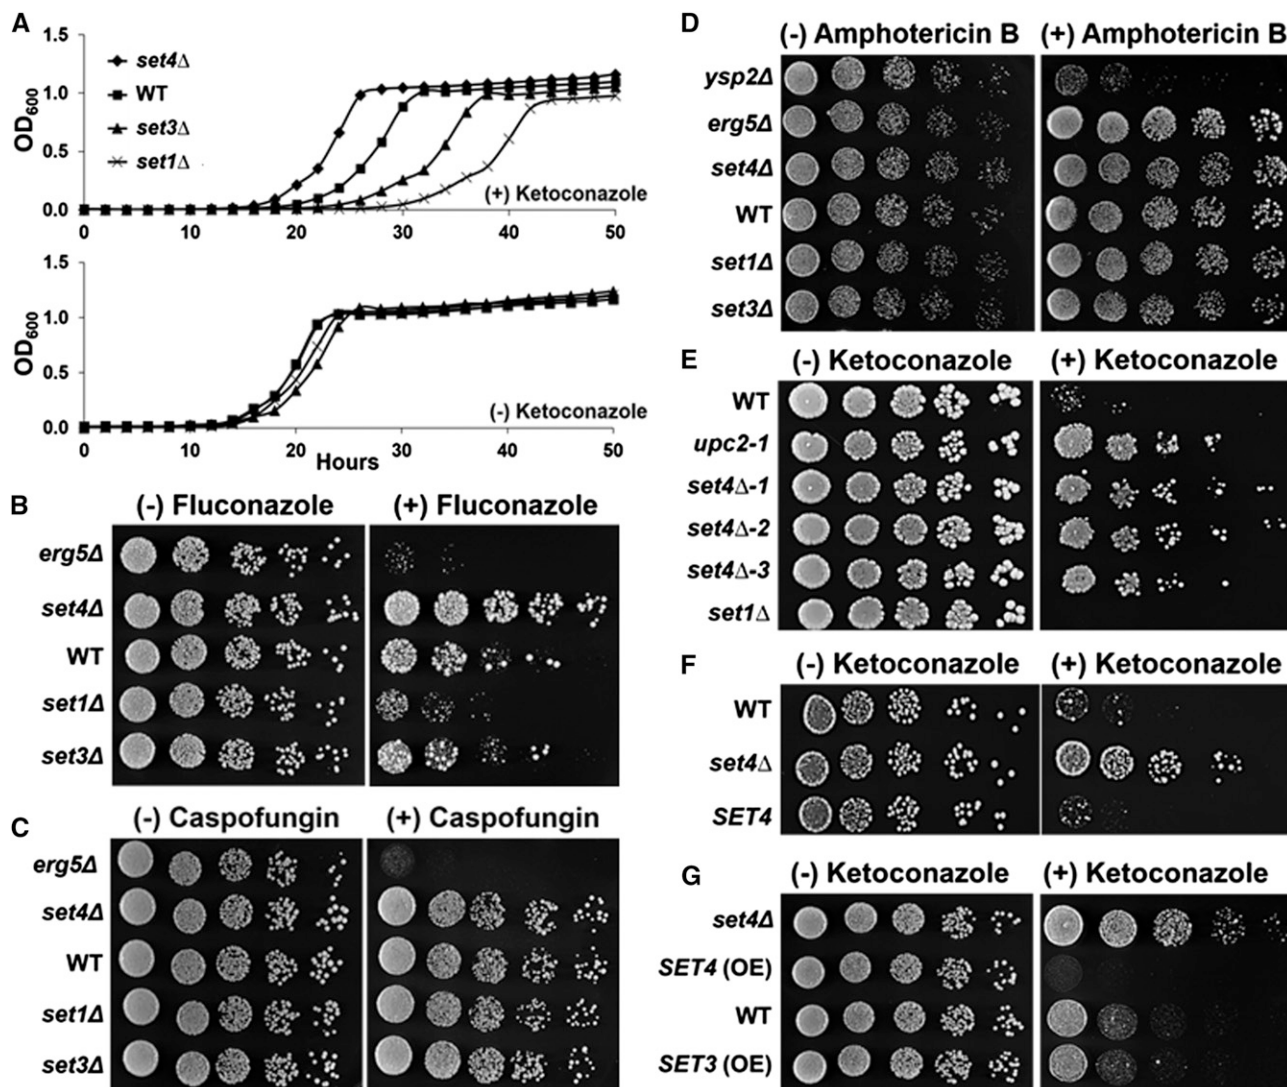 A
1.5
1.0
0.5
0.0
OD600
set4Δ
WT
set3Δ
set1Δ
(+) Ketoconazole
0 10 20 30 40 50
1.5
1.0
0.5
0.0
OD600
(-) Ketoconazole
0 10 20 30 40 50
Hours
B
(-) Fluconazole (+) Fluconazole
erg5Δ
set4Δ
WT
set1Δ
set3Δ
C
(-) Caspofungin (+) Caspofungin
erg5Δ
set4Δ
WT
set1Δ
set3Δ
D
(-) Amphotericin B (+) Amphotericin B
ysp2Δ
erg5Δ
set4Δ
WT
set1Δ
set3Δ
E
(-) Ketoconazole (+) Ketoconazole
WT
upc2-1
set4Δ-1
set4Δ-2
set4Δ-3
set1Δ
F
(-) Ketoconazole (+) Ketoconazole
WT
set4Δ
SET4
G
(-) Ketoconazole (+) Ketoconazole
set4Δ
SET4 (OE)
WT
SET3 (OE)